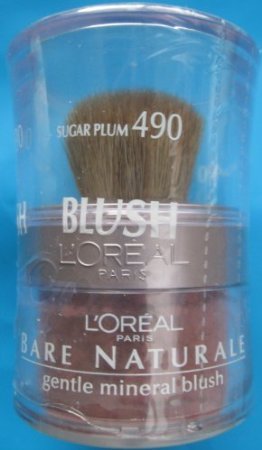 SUGAR PLUM 490
BLUSH
L'ORÉAL
PARIS
L'ORÉAL
PARIS
BARE NATURALE
gentle mineral blush